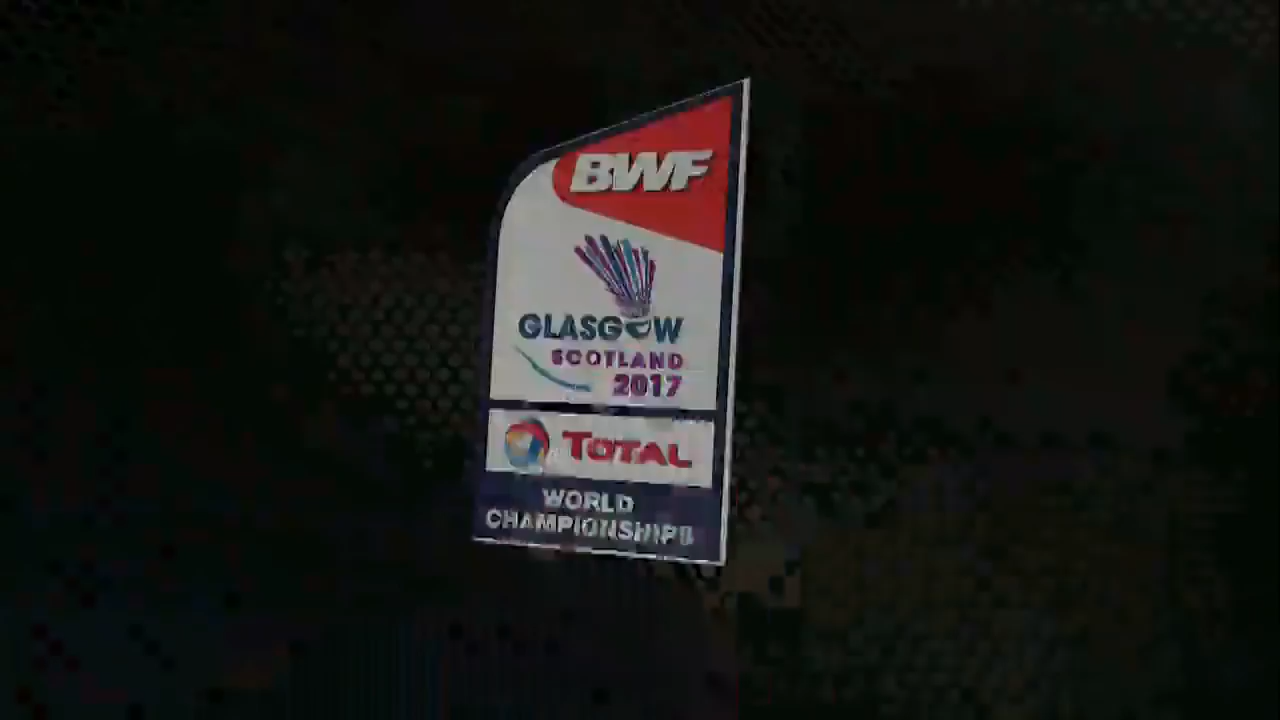 BWF
GLASGOW
SCOTLAND
2017
TOTAL
WORLD
CHAMPIONSHIPS